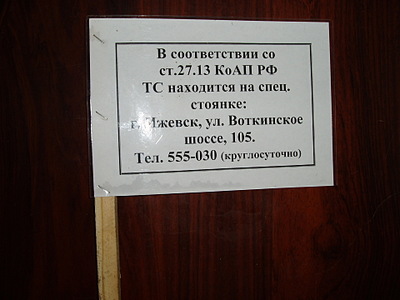 В соответствии со
ст.27.13 КоАП РФ
ТС находится на спец.
стоянке:
г. Ижевск, ул. Воткинское
шоссе, 105.
Тел. 555-030 (круглосуточно)